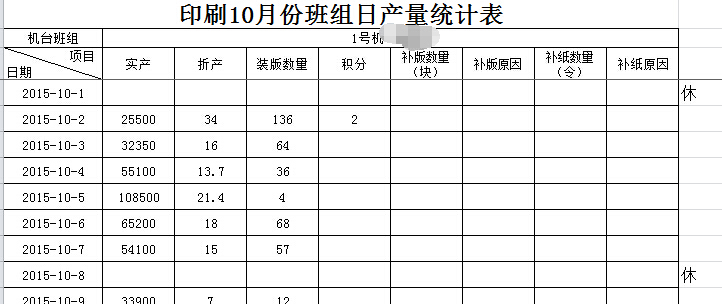 印刷10月份班组日产量统计表
机台班组 1号机
项目 日期 实产 折产 装版数量 积分 补版数量(块) 补版原因 补纸数量(令) 补纸原因
2015-10-1 休
2015-10-2 25500 34 136 2
2015-10-3 32350 16 64
2015-10-4 55100 13.7 36
2015-10-5 108500 21.4 4
2015-10-6 65200 18 68
2015-10-7 54100 15 57
2015-10-8 休
2015-10-9 33900 7 12